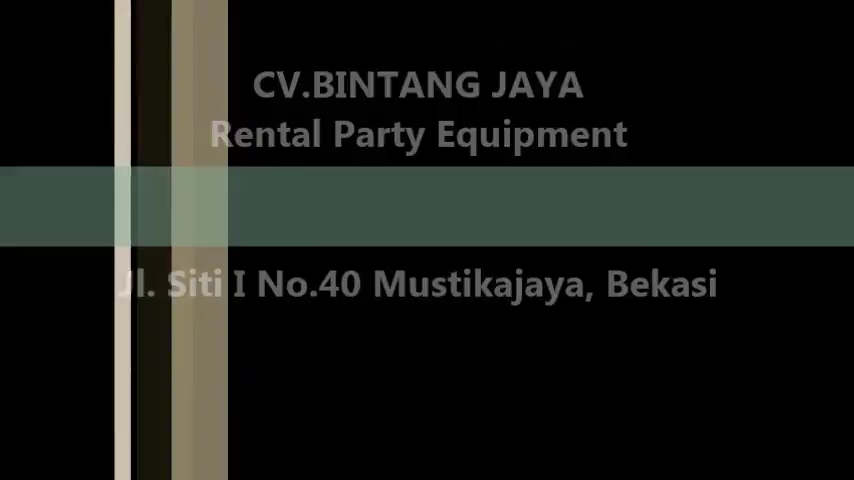 CV.BINTANG JAYA
Rental Party Equipment
Jl. Siti I No.40 Mustikajaya, Bekasi